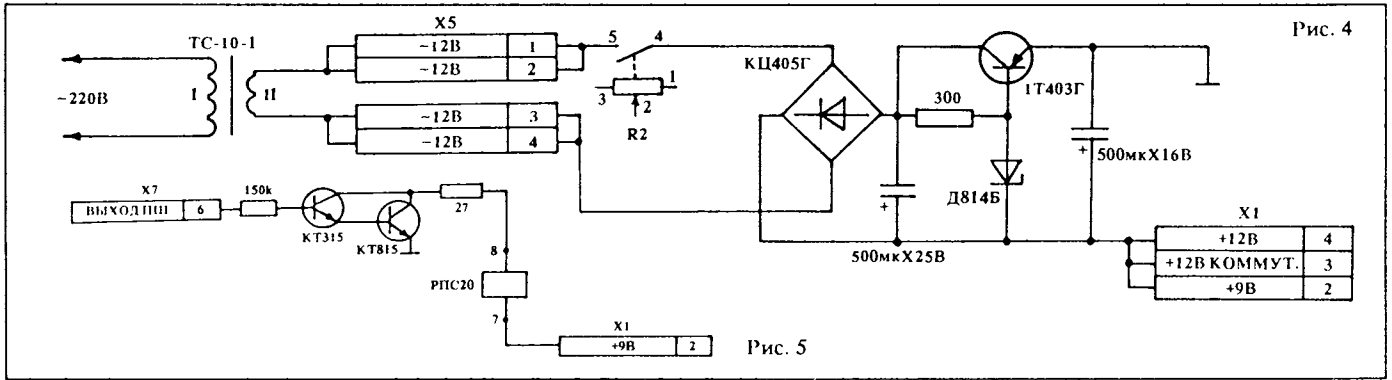 Рис. 4
ТС-10-1
I
II
~220В
X5
~12В 1
~12В 2
~12В 3
~12В 4
5
4
3
2
1
R2
КЦ405Г
300
1Т403Г
+
500мкХ25В
Д814Б
+
500мкХ16В
X1
+12В 4
+12В КОММУТ. 3
+9В 2
X7
ВЫХОД ПН 6
150k
КТ315
КТ815
27
8
РПС20
7
X1
+9В 2
Рис. 5